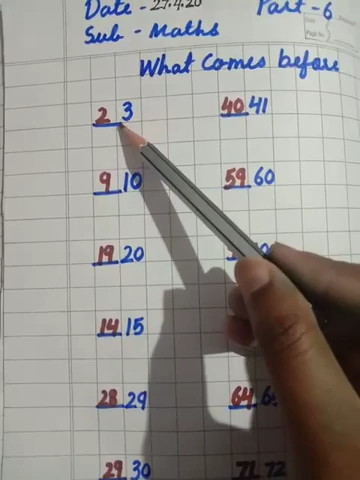 Date - 27.4.20 Part - 6
Sub - Maths
What comes before
2 3 40 41
9 10 59 60
19 20
14 15
28 29 64
29 30 71 72